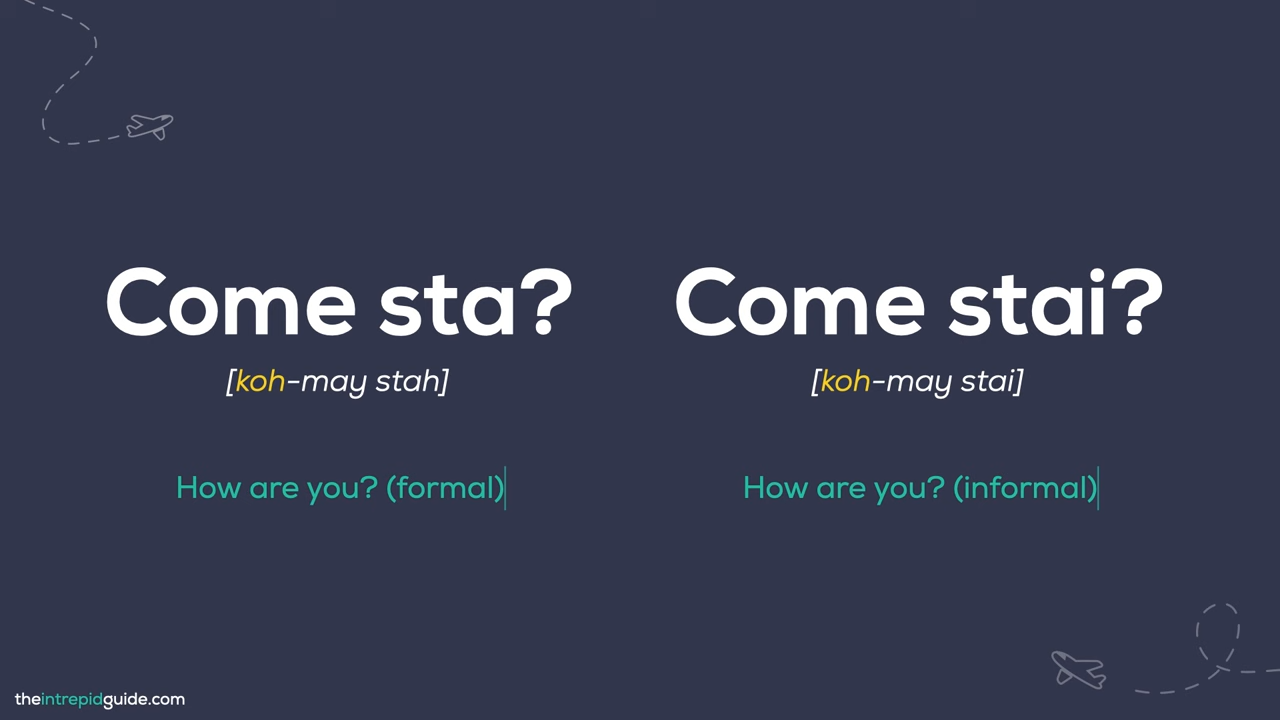 Come sta?
[koh-may stah]
How are you? (formal)
Come stai?
[koh-may stai]
How are you? (informal)
theintrepidguide.com